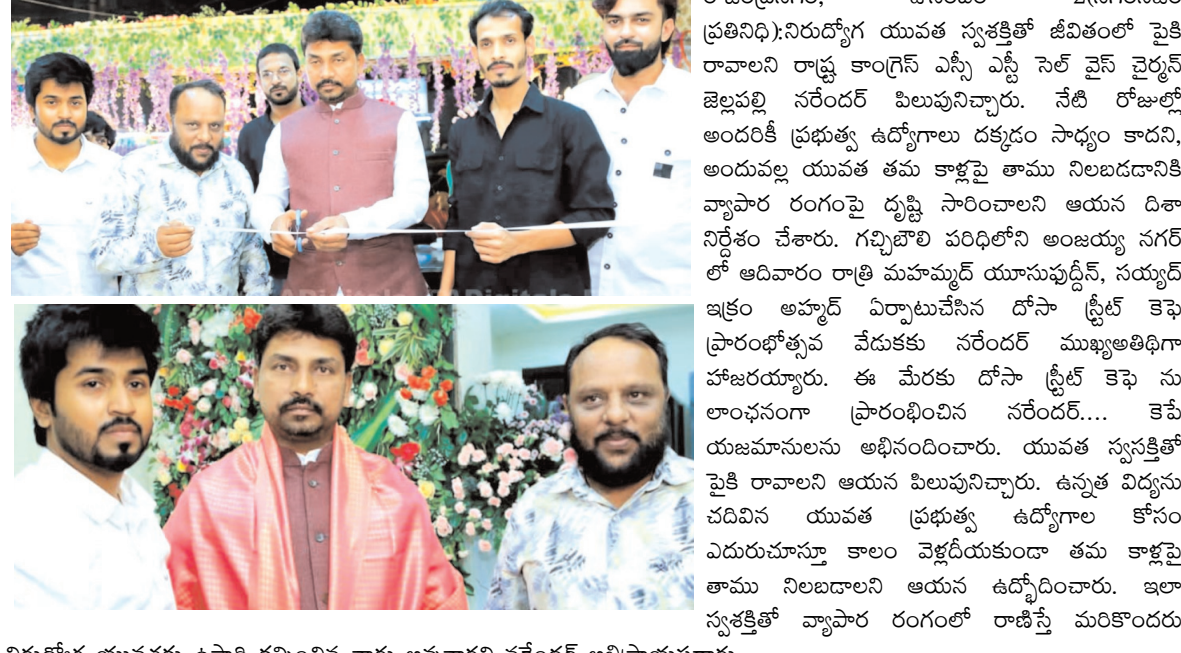 ప్రతినిధి):నిరుద్యోగ యువత స్వశక్తితో జీవితంలో పైకి
రావాలని రాష్ట్ర కాంగ్రెస్ ఎస్సీ ఎస్టీ సెల్ వైస్ చైర్మన్
జెల్లపల్లి నరేందర్ పిలుపునిచ్చారు. నేటి రోజుల్లో
అందరికీ ప్రభుత్వ ఉద్యోగాలు దక్కడం సాధ్యం కాదని,
అందువల్ల యువత తమ కాళ్లపై తాము నిలబడడానికి
వ్యాపార రంగంపై దృష్టి సారించాలని ఆయన దిశా
నిర్దేశం చేశారు. గచ్చిబౌలి పరిధిలోని అంజయ్య నగర్
లో ఆదివారం రాత్రి మహమ్మద్ యూసుఫుద్దీన్, సయ్యద్
ఇక్రం అహ్మద్ ఏర్పాటుచేసిన దోసా స్ట్రీట్ కెఫె
ప్రారంభోత్సవ వేడుకకు నరేందర్ ముఖ్యఅతిథిగా
హాజరయ్యారు. ఈ మేరకు దోసా స్ట్రీట్ కెఫె ను
లాంఛనంగా ప్రారంభించిన నరేందర్.... కెపే
యజమానులను అభినందించారు. యువత స్వసక్తితో
పైకి రావాలని ఆయన పిలుపునిచ్చారు. ఉన్నత విద్యను
చదివిన యువత ప్రభుత్వ ఉద్యోగాల కోసం
ఎదురుచూస్తూ కాలం వెళ్లదీయకుండా తమ కాళ్లపై
తాము నిలబడాలని ఆయన ఉద్భోదించారు. ఇలా
స్వశక్తితో వ్యాపార రంగంలో రాణిస్తే మరికొందరు